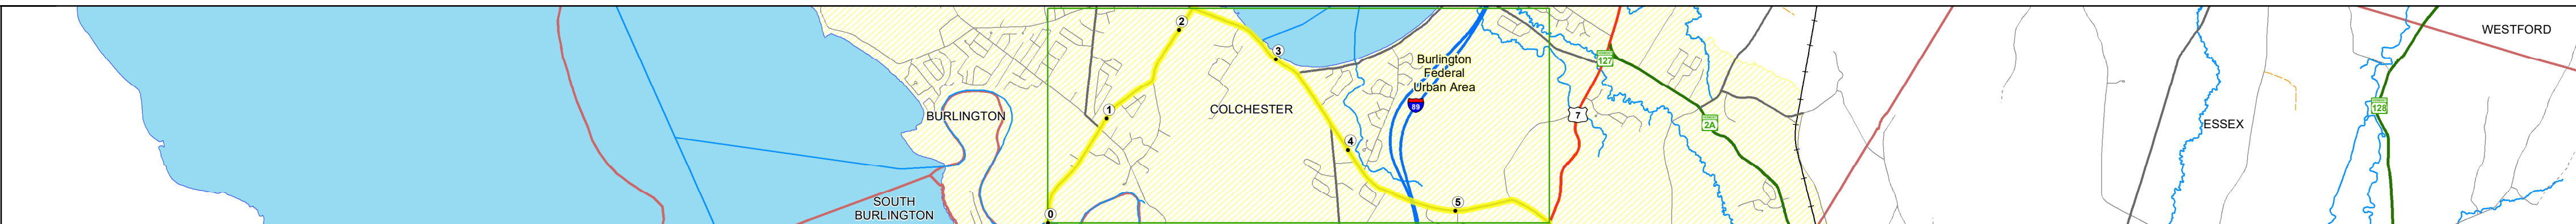 WESTFORD
2
3
Burlington
Federal
Urban Area
127
89
128
1
COLCHESTER
BURLINGTON
7
2A
ESSEX
4
SOUTH
BURLINGTON
5
0